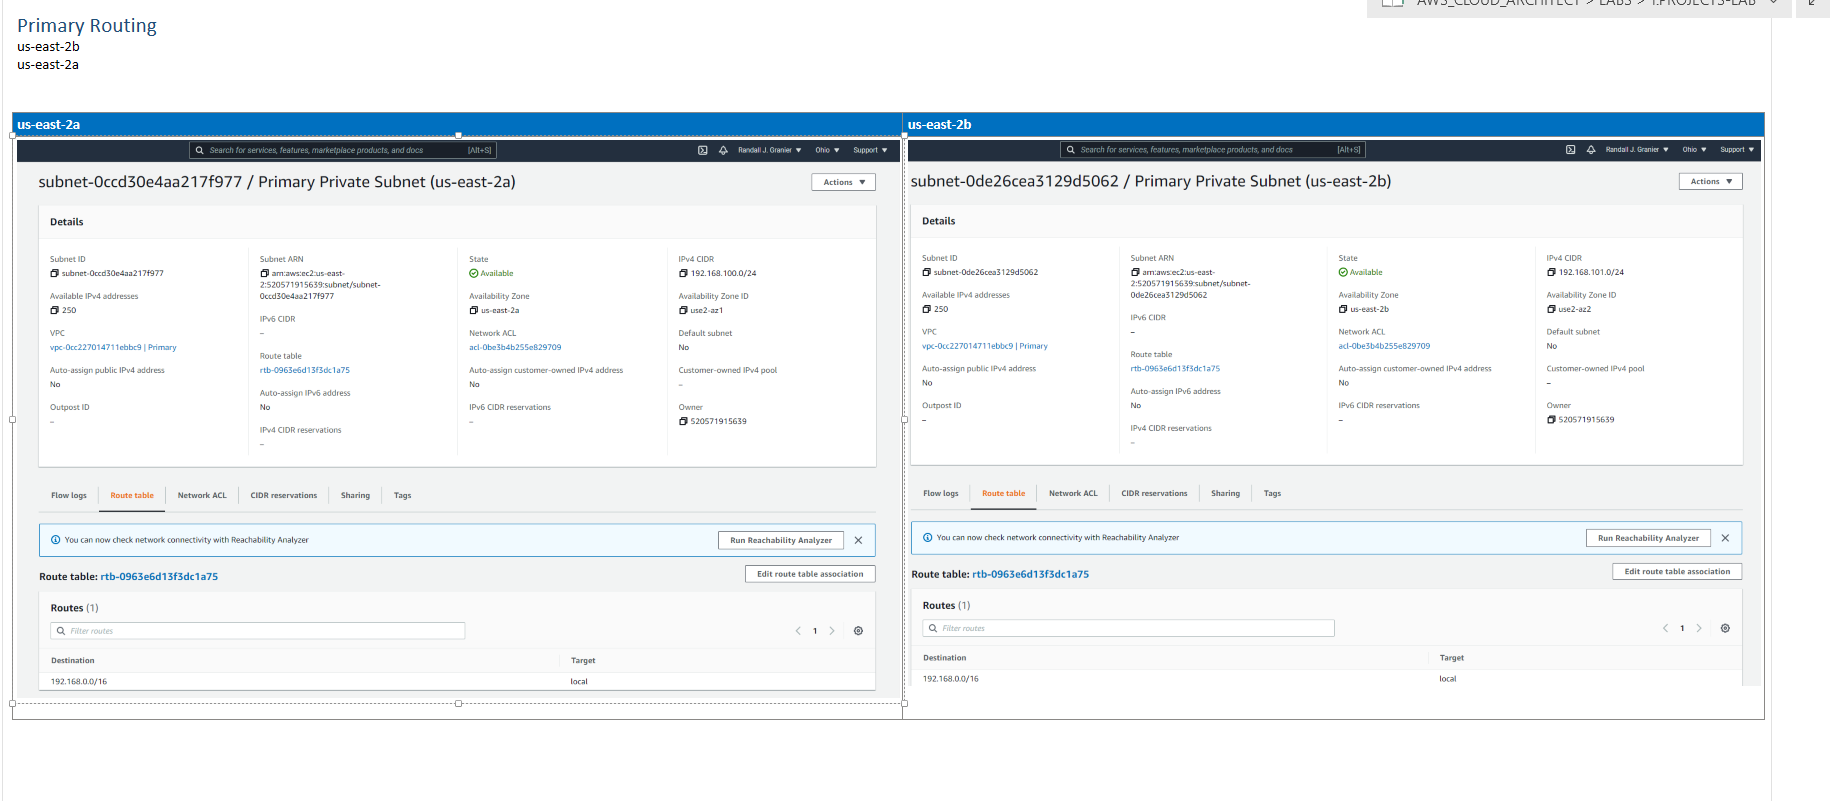 AWS_CLOUD_ARCHITECT > LABS > 1.PROJECTS-LAB
Primary Routing
us-east-2b
us-east-2a
us-east-2a
Search for services, features, marketplace products, and docs [Alt+S] Randall J. Granier Ohio Support
subnet-0ccd30e4aa217f977 / Primary Private Subnet (us-east-2a)
Actions
Details
Subnet ID
subnet-0ccd30e4aa217f977
Available IPv4 addresses
250
VPC
vpc-0cc227014711ebbc9 | Primary
Auto-assign public IPv4 address
No
Outpost ID
–
Subnet ARN
arn:aws:ec2:us-east-
2:520571915639:subnet/subnet-
0ccd30e4aa217f977
IPv6 CIDR
–
Route table
rtb-0963e6d13f3dc1a75
Auto-assign IPv6 address
No
IPv4 CIDR reservations
–
State
Available
Availability Zone
us-east-2a
Network ACL
acl-0be3b4b255e829709
Auto-assign customer-owned IPv4 address
No
IPv6 CIDR reservations
–
IPv4 CIDR
192.168.100.0/24
Availability Zone ID
use2-az1
Default subnet
No
Customer-owned IPv4 pool
–
Owner
520571915639
Flow logs Route table Network ACL CIDR reservations Sharing Tags
You can now check network connectivity with Reachability Analyzer Run Reachability Analyzer
Route table: rtb-0963e6d13f3dc1a75 Edit route table association
Routes (1)
Filter routes 1
Destination Target
192.168.0.0/16 local
us-east-2b
Search for services, features, marketplace products, and docs [Alt+S] Randall J. Granier Ohio Support
subnet-0de26cea3129d5062 / Primary Private Subnet (us-east-2b)
Actions
Details
Subnet ID
subnet-0de26cea3129d5062
Available IPv4 addresses
250
VPC
vpc-0cc227014711ebbc9 | Primary
Auto-assign public IPv4 address
No
Outpost ID
–
Subnet ARN
arn:aws:ec2:us-east-
2:520571915639:subnet/subnet-
0de26cea3129d5062
IPv6 CIDR
–
Route table
rtb-0963e6d13f3dc1a75
Auto-assign IPv6 address
No
IPv4 CIDR reservations
–
State
Available
Availability Zone
us-east-2b
Network ACL
acl-0be3b4b255e829709
Auto-assign customer-owned IPv4 address
No
IPv6 CIDR reservations
–
IPv4 CIDR
192.168.101.0/24
Availability Zone ID
use2-az2
Default subnet
No
Customer-owned IPv4 pool
–
Owner
520571915639
Flow logs Route table Network ACL CIDR reservations Sharing Tags
You can now check network connectivity with Reachability Analyzer Run Reachability Analyzer
Route table: rtb-0963e6d13f3dc1a75 Edit route table association
Routes (1)
Filter routes 1
Destination Target
192.168.0.0/16 local